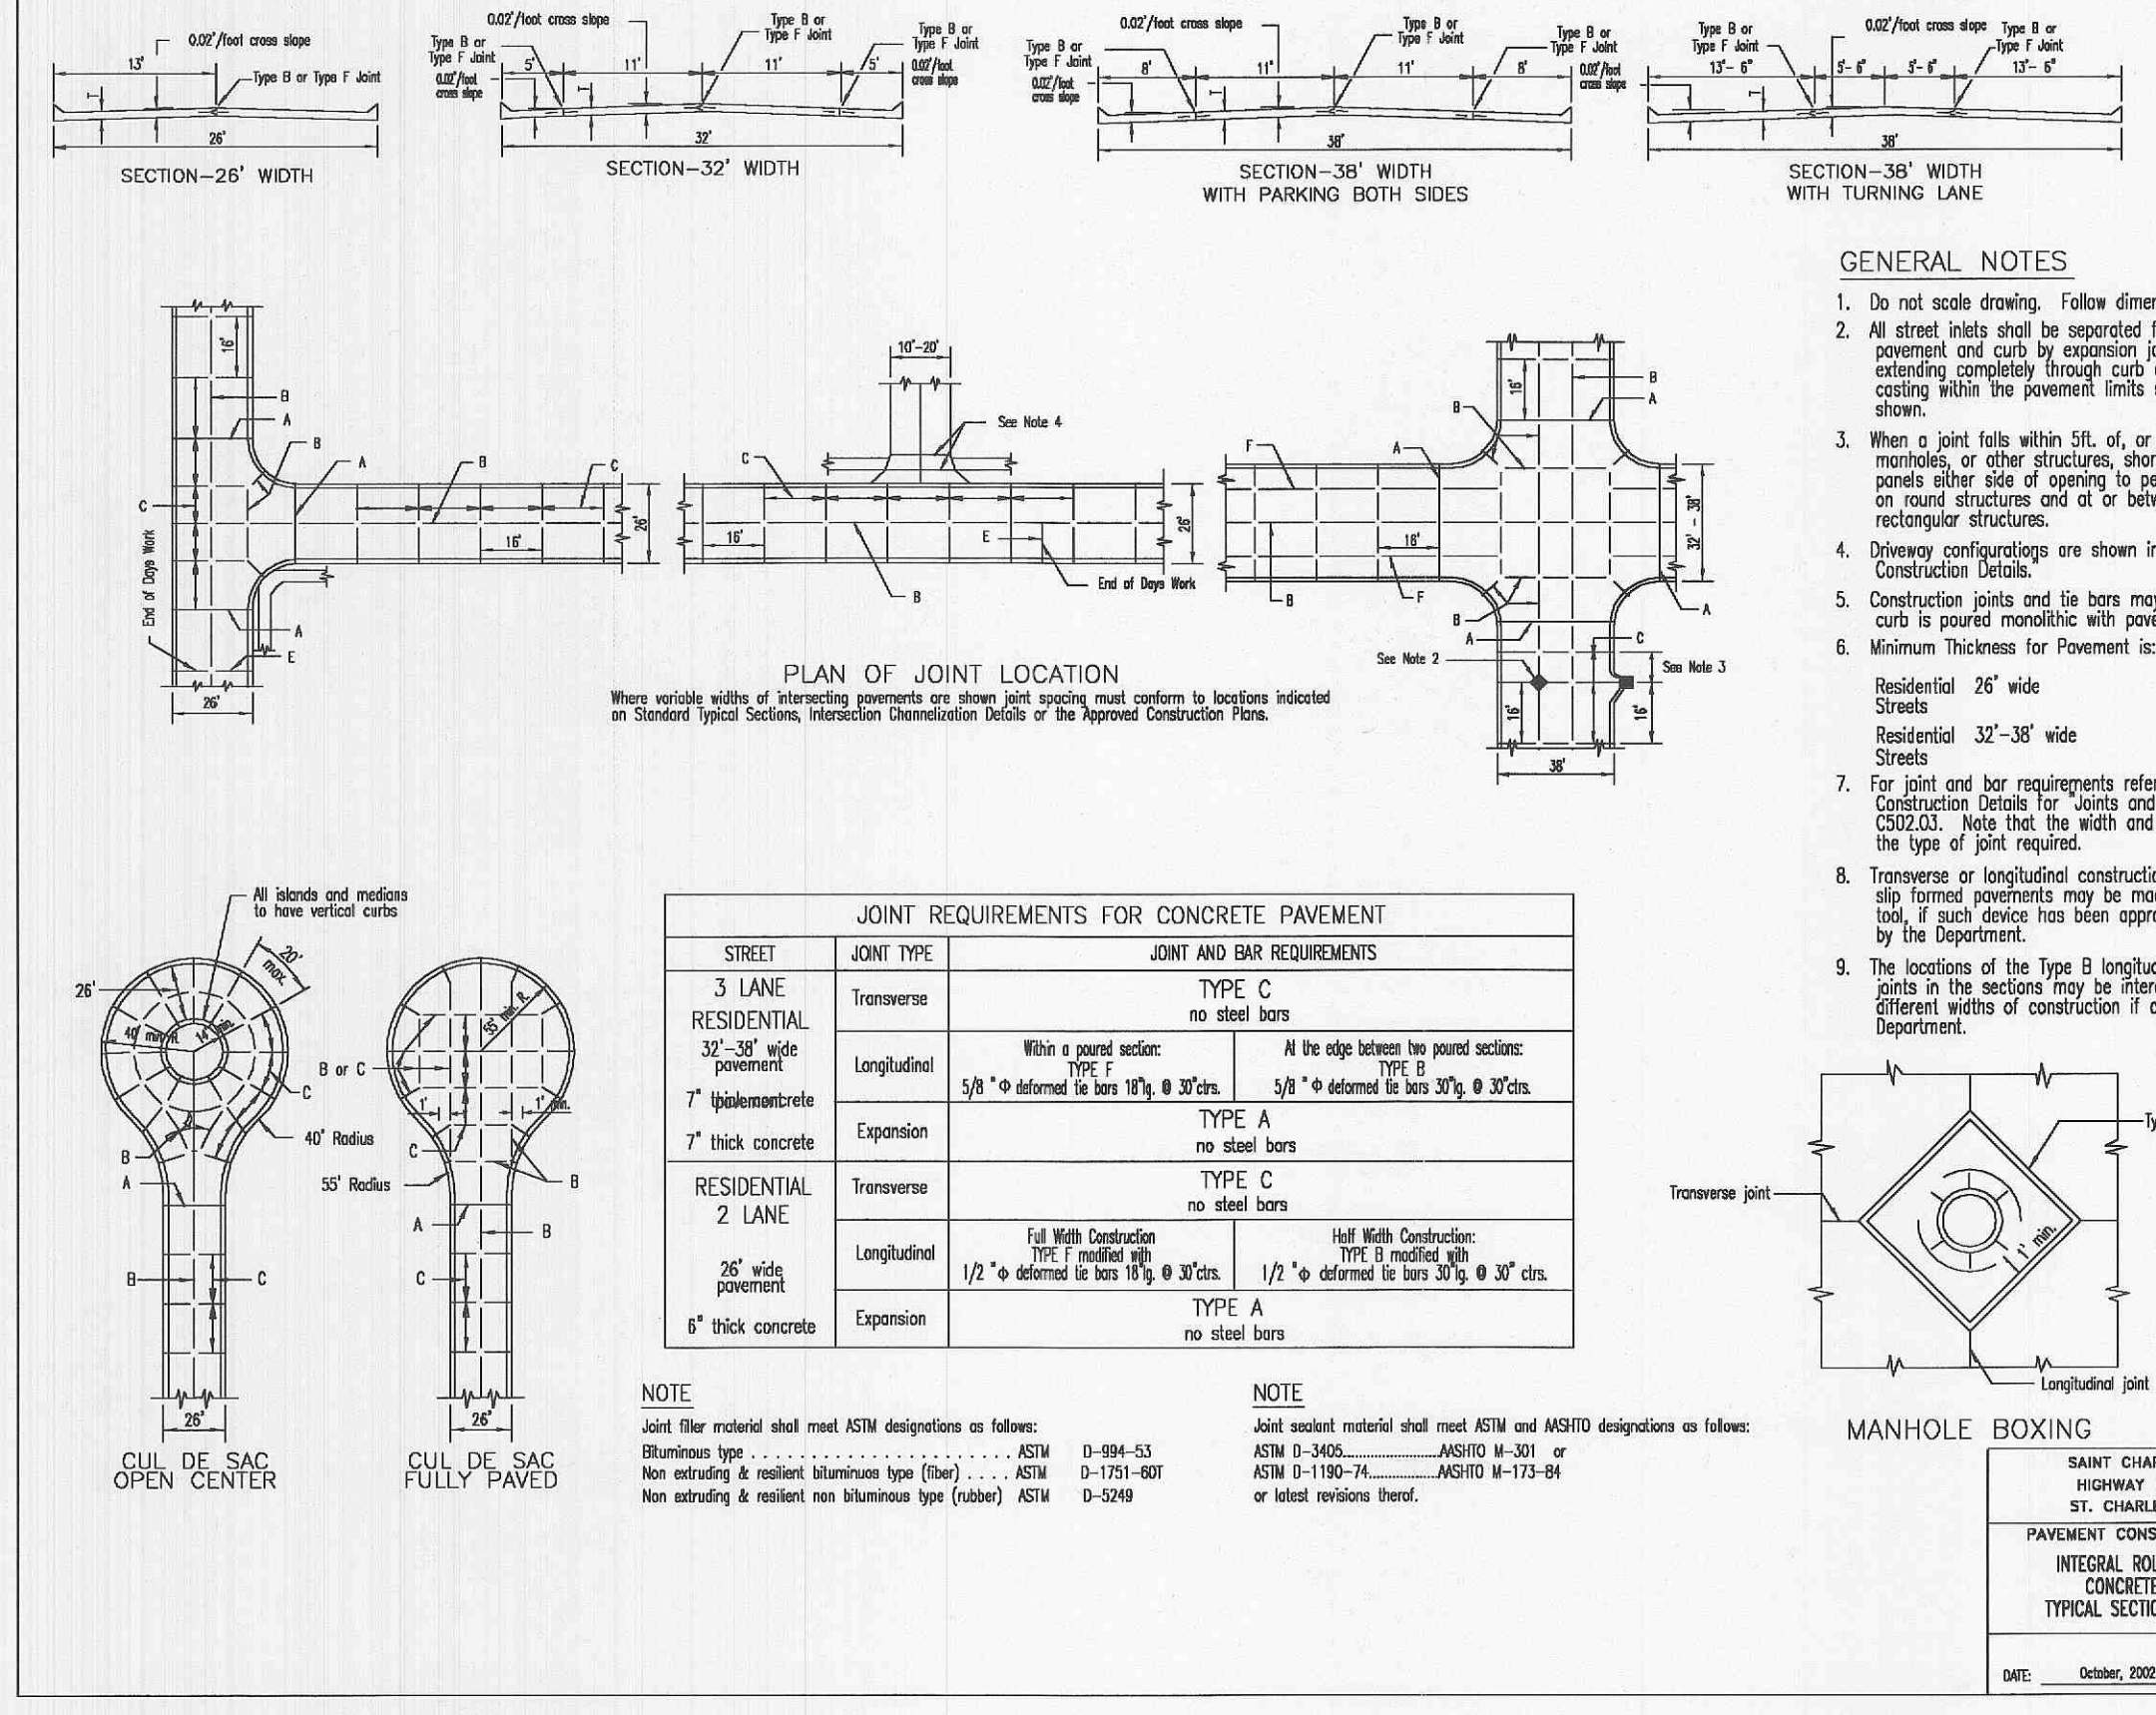 0.02'/foot cross slope
13'
Type B or Type F Joint
T
26'
SECTION-26' WIDTH
0.02'/foot cross slope
Type B or
Type F Joint
Type B or
Type F Joint
Type B or
Type F Joint
0.02'/foot
cross slope
5'
11'
11'
5'
0.02'/foot
cross slope
T
32'
SECTION-32' WIDTH
0.02'/foot cross slope
Type B or
Type F Joint
Type B or
Type F Joint
Type B or
Type F Joint
0.02'/foot
cross slope
8'
11'
11'
8'
T
38'
SECTION-38' WIDTH
WITH PARKING BOTH SIDES
Type B or
Type F Joint
0.02'/foot cross slope
Type B or
Type F Joint
0.02'/foot
cross slope
13'- 6"
5'- 6"
5'- 6"
13'- 6"
T
38'
SECTION-38' WIDTH
WITH TURNING LANE
16'
B
A
B
A
B
C
C
End of Days Work
16'
26'
A
E
26'
10'-20'
See Note 4
C
16'
E
26'
End of Days Work
B
16'
B
A
B
F
A
18'
32' - 38'
B
F
B
A
A
C
See Note 2
See Note 3
16'
16'
38'
PLAN OF JOINT LOCATION
Where variable widths of intersecting pavements are shown joint spacing must conform to locations indicated
on Standard Typical Sections, Intersection Channelization Details or the Approved Construction Plans.
GENERAL NOTES
1. Do not scale drawing. Follow dimen
2. All street inlets shall be separated f
pavement and curb by expansion jo
extending completely through curb
casting within the pavement limits
shown.
3. When a joint falls within 5ft. of, or
manholes, or other structures, shor
panels either side of opening to pe
on round structures and at or betw
rectangular structures.
4. Driveway configurations are shown in
Construction Details."
5. Construction joints and tie bars may
curb is poured monolithic with pave
6. Minimum Thickness for Pavement is:
Residential 26' wide
Streets
Residential 32'-38' wide
Streets
7. For joint and bar requirements refer
Construction Details for "Joints and
C502.03. Note that the width and
the type of joint required.
8. Transverse or longitudinal constructio
slip formed pavements may be mad
tool, if such device has been appro
by the Department.
9. The locations of the Type B longitud
joints in the sections may be inter
different widths of construction if
Department.
All islands and medians
to have vertical curbs
20'
max.
26'
40' min. R.
14' min.
C
40' Radius
B
A
B
C
26'
CUL DE SAC
OPEN CENTER
55' min. R.
B or C
1'
1' min.
C
55' Radius
B
A
B
C
26'
CUL DE SAC
FULLY PAVED
JOINT REQUIREMENTS FOR CONCRETE PAVEMENT
STREET
JOINT TYPE
JOINT AND BAR REQUIREMENTS
3 LANE
RESIDENTIAL
32'-38' wide
pavement
7"
7" thick concrete
Transverse
TYPE C
no steel bars
Longitudinal
Within a poured section:
TYPE F
5/8 "Φ deformed tie bars 18"lg. @ 30"ctrs.
At the edge between two poured sections:
TYPE B
5/8 "Φ deformed tie bars 30"lg. @ 30"ctrs.
Expansion
TYPE A
no steel bars
RESIDENTIAL
2 LANE
26' wide
pavement
6" thick concrete
Transverse
TYPE C
no steel bars
Longitudinal
Full Width Construction
TYPE F modified with
1/2 "Φ deformed tie bars 18"lg. @ 30"ctrs.
Half Width Construction:
TYPE B modified with
1/2 "Φ deformed tie bars 30"lg. @ 30" ctrs.
Expansion
TYPE A
no steel bars
NOTE
Joint filler material shall meet ASTM designations as follows:
Bituminous type . . . . . . . . . . . . . . . . . . . . . . . ASTM D-994-53
Non extruding & resilient bituminuos type (fiber) . . . . ASTM D-1751-60T
Non extruding & resilient non bituminous type (rubber) ASTM D-5249
NOTE
Joint sealant material shall meet ASTM and AASHTO designations as follows:
ASTM D-3405......................AASHTO M-301 or
ASTM D-1190-74................AASHTO M-173-84
or latest revisions therof.
Ty
Transverse joint
1' min.
Longitudinal joint
MANHOLE BOXING
SAINT CHAR
HIGHWAY
ST. CHARLE
PAVEMENT CONS
INTEGRAL ROL
CONCRETE
TYPICAL SECTIO
DATE: October, 2002